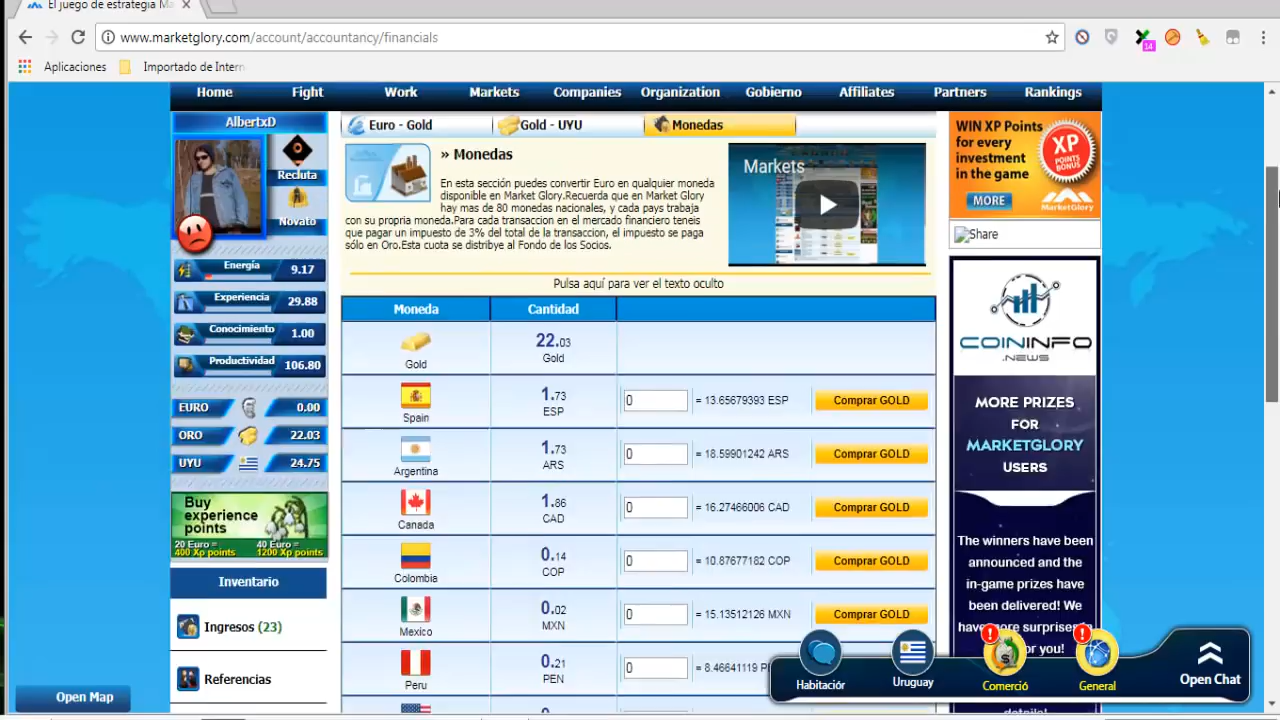 El juego de estrategia Ma
www.marketglory.com/account/accountancy/financials
14
Aplicaciones
Importado de Intern
Home
Fight
Work
Markets
Companies
Organization
Gobierno
Affiliates
Partners
Rankings
AlbertxD
Recluta
Novato
Energía 9.17
Experiencia 29.88
Conocimiento 1.00
Productividad 106.80
EURO 0.00
ORO 22.03
UYU 24.75
Buy
experience
points
20 Euro = 40 Euro =
400 Xp points 1200 Xp points
Inventario
Ingresos (23)
Referencias
Open Map
Euro - Gold
Gold - UYU
Monedas
» Monedas
En esta sección puedes convertir Euro en qualquier moneda
disponible en Market Glory.Recuerda que en Market Glory
hay mas de 80 monedas nacionales, y cada pays trabaja
con su propria moneda.Para cada transaccion en el mercado financiero teneis
que pagar un impuesto de 3% del total de la transaccion, el impuesto se paga
solo en Oro.Esta cuota se distribye al Fondo de los Socios.
Markets
Pulsa aquí para ver el texto oculto
Moneda Cantidad
22.03
Gold
Gold
1.73
ESP
Spain
0 = 13.65679393 ESP Comprar GOLD
1.73
ARS
Argentina
0 = 18.59901242 ARS Comprar GOLD
1.86
CAD
Canada
0 = 16.27466006 CAD Comprar GOLD
0.14
COP
Colombia
0 = 10.87677182 COP Comprar GOLD
0.02
MXN
Mexico
0 = 15.13512126 MXN Comprar GOLD
0.21
PEN
Peru
0 = 8.46641119
WIN XP Points
for every
investment
in the game
XP
POINTS
BONUS
MORE
MARKETGLORY
Share
COININFO
.NEWS
MORE PRIZES
FOR
MARKETGLORY
USERS
The winners have been
announced and the
in-game prizes have
been delivered! We
have more surprises
for you!
Habitaciór
Uruguay
Comerció
General
Open Chat